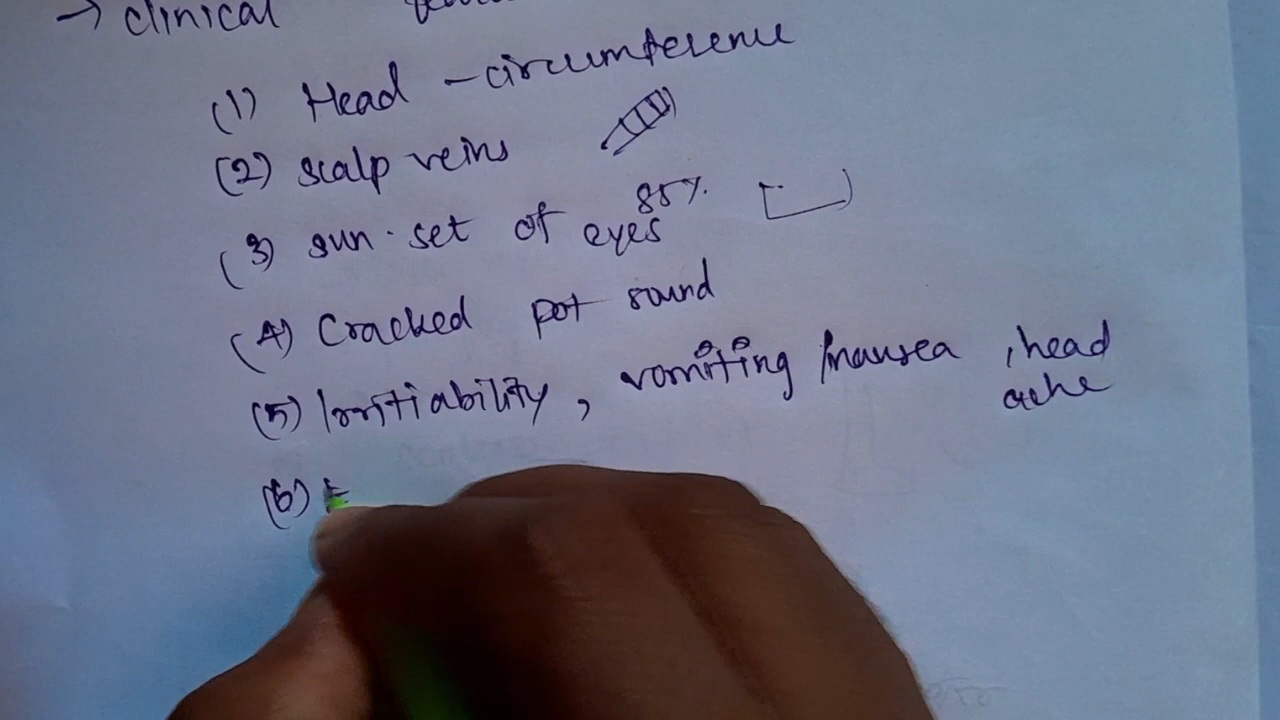 → clinical
(1) Head - circumference
(2) scalp veins
(3) sun-set of eyes 85%
(4) Cracked pot sound
(5) Irritiability, vomiting/nausea, head
ache
(6)